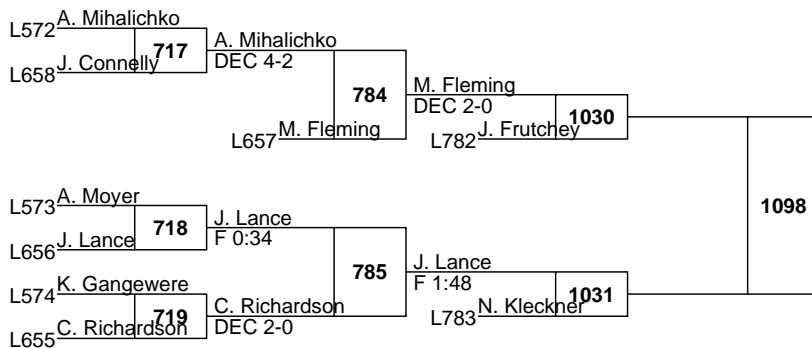 A. Mihalichko
L572
717
A. Mihalichko
DEC 4-2
J. Connelly
L658
784
M. Fleming
DEC 2-0
M. Fleming
L657
1030
J. Frutchey
L782
A. Moyer
L573
718
J. Lance
F 0:34
J. Lance
L656
785
J. Lance
F 1:48
K. Gangewere
L574
719
C. Richardson
DEC 2-0
C. Richardson
L655
1031
N. Kleckner
L783
1098